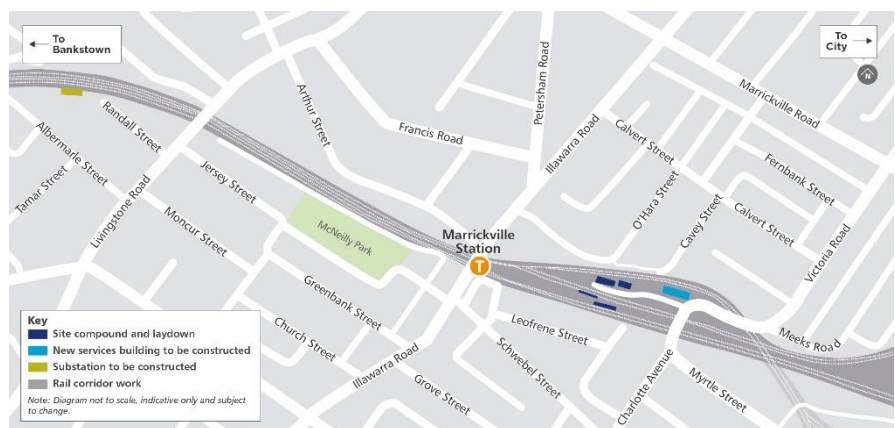 To
Bankstown
To
City
N
Petersham Road
Marrickville Road
Arthur Street
Francis Road
Illawarra Road
Calvert Street
Fernbank Street
Randall Street
Albermarle Street
Tamar Street
Jersey Street
Livingstone Road
Moncur Street
McNeilly Park
Marrickville
Station
T
O'Hara Street
Cavey Street
Calvert Street
Victoria Road
Greenbank Street
Church Street
Illawarra Road
Grove Street
Leofrene Street
Schwebel Street
Charlotte Avenue
Myrtle Street
Meeks Road
Key
Site compound and laydown
New services building to be constructed
Substation to be constructed
Rail corridor work
Note: Diagram not to scale, indicative only and subject
to change.